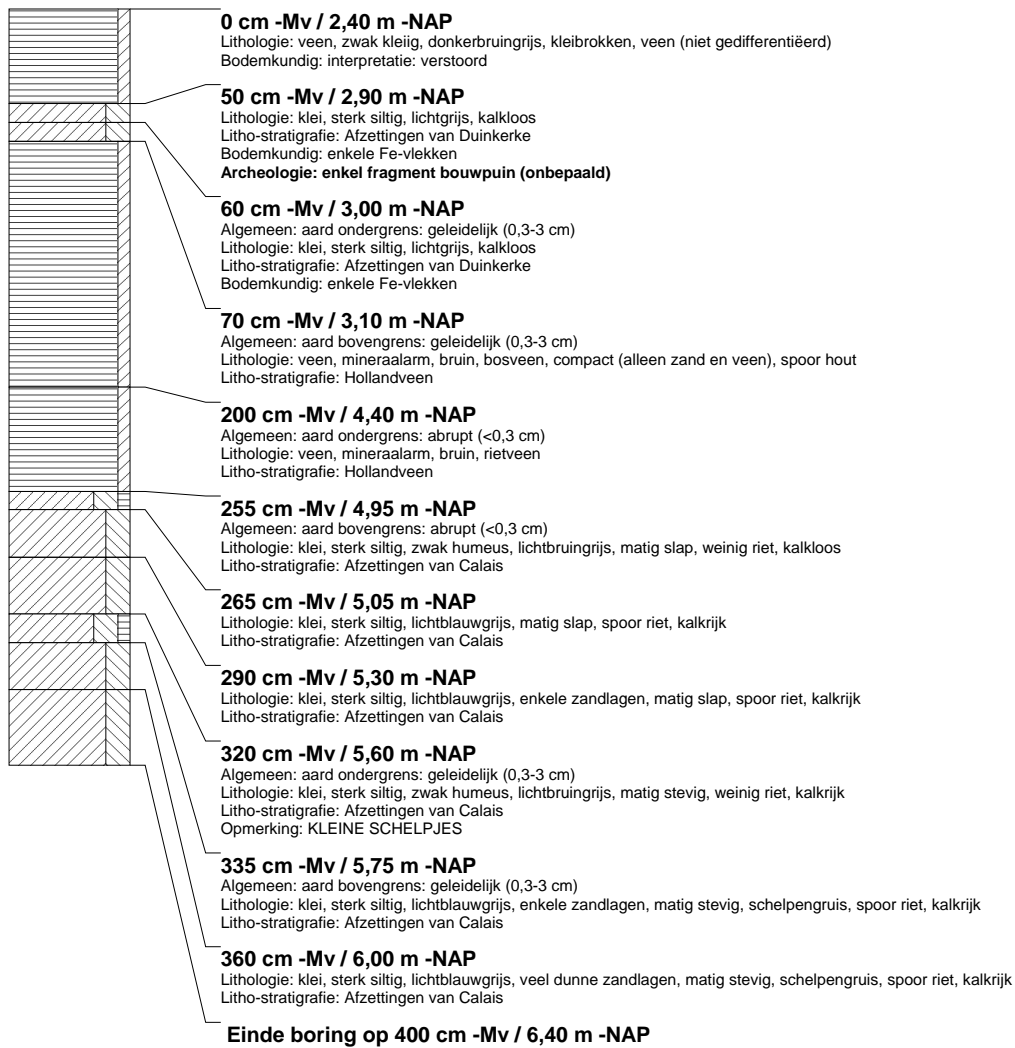 0 cm -Mv / 2,40 m -NAP
Lithologie: veen, zwak kleiig, donkerbruingrijs, kleibrokken, veen (niet gedifferentiëerd)
Bodemkundig: interpretatie: verstoord
50 cm -Mv / 2,90 m -NAP
Lithologie: klei, sterk siltig, lichtgrijs, kalkloos
Litho-stratigrafie: Afzettingen van Duinkerke
Bodemkundig: enkele Fe-vlekken
Archeologie: enkel fragment bouwpuin (onbepaald)
60 cm -Mv / 3,00 m -NAP
Algemeen: aard ondergrens: geleidelijk (0,3-3 cm)
Lithologie: klei, sterk siltig, lichtgrijs, kalkloos
Litho-stratigrafie: Afzettingen van Duinkerke
Bodemkundig: enkele Fe-vlekken
70 cm -Mv / 3,10 m -NAP
Algemeen: aard bovengrens: geleidelijk (0,3-3 cm)
Lithologie: veen, mineraalarm, bruin, bosveen, compact (alleen zand en veen), spoor hout
Litho-stratigrafie: Hollandveen
200 cm -Mv / 4,40 m -NAP
Algemeen: aard ondergrens: abrupt (<0,3 cm)
Lithologie: veen, mineraalarm, bruin, rietveen
Litho-stratigrafie: Hollandveen
255 cm -Mv / 4,95 m -NAP
Algemeen: aard bovengrens: abrupt (<0,3 cm)
Lithologie: klei, sterk siltig, zwak humeus, lichtbruingrijs, matig slap, weinig riet, kalkloos
Litho-stratigrafie: Afzettingen van Calais
265 cm -Mv / 5,05 m -NAP
Lithologie: klei, sterk siltig, lichtblauwgrijs, matig slap, spoor riet, kalkrijk
Litho-stratigrafie: Afzettingen van Calais
290 cm -Mv / 5,30 m -NAP
Lithologie: klei, sterk siltig, lichtblauwgrijs, enkele zandlagen, matig slap, spoor riet, kalkrijk
Litho-stratigrafie: Afzettingen van Calais
320 cm -Mv / 5,60 m -NAP
Algemeen: aard ondergrens: geleidelijk (0,3-3 cm)
Lithologie: klei, sterk siltig, zwak humeus, lichtbruingrijs, matig stevig, weinig riet, kalkrijk
Litho-stratigrafie: Afzettingen van Calais
Opmerking: KLEINE SCHELPJES
335 cm -Mv / 5,75 m -NAP
Algemeen: aard bovengrens: geleidelijk (0,3-3 cm)
Lithologie: klei, sterk siltig, lichtblauwgrijs, enkele zandlagen, matig stevig, schelpengruis, spoor riet, kalkrijk
Litho-stratigrafie: Afzettingen van Calais
360 cm -Mv / 6,00 m -NAP
Lithologie: klei, sterk siltig, lichtblauwgrijs, veel dunne zandlagen, matig stevig, schelpengruis, spoor riet, kalkrijk
Litho-stratigrafie: Afzettingen van Calais
Einde boring op 400 cm -Mv / 6,40 m -NAP